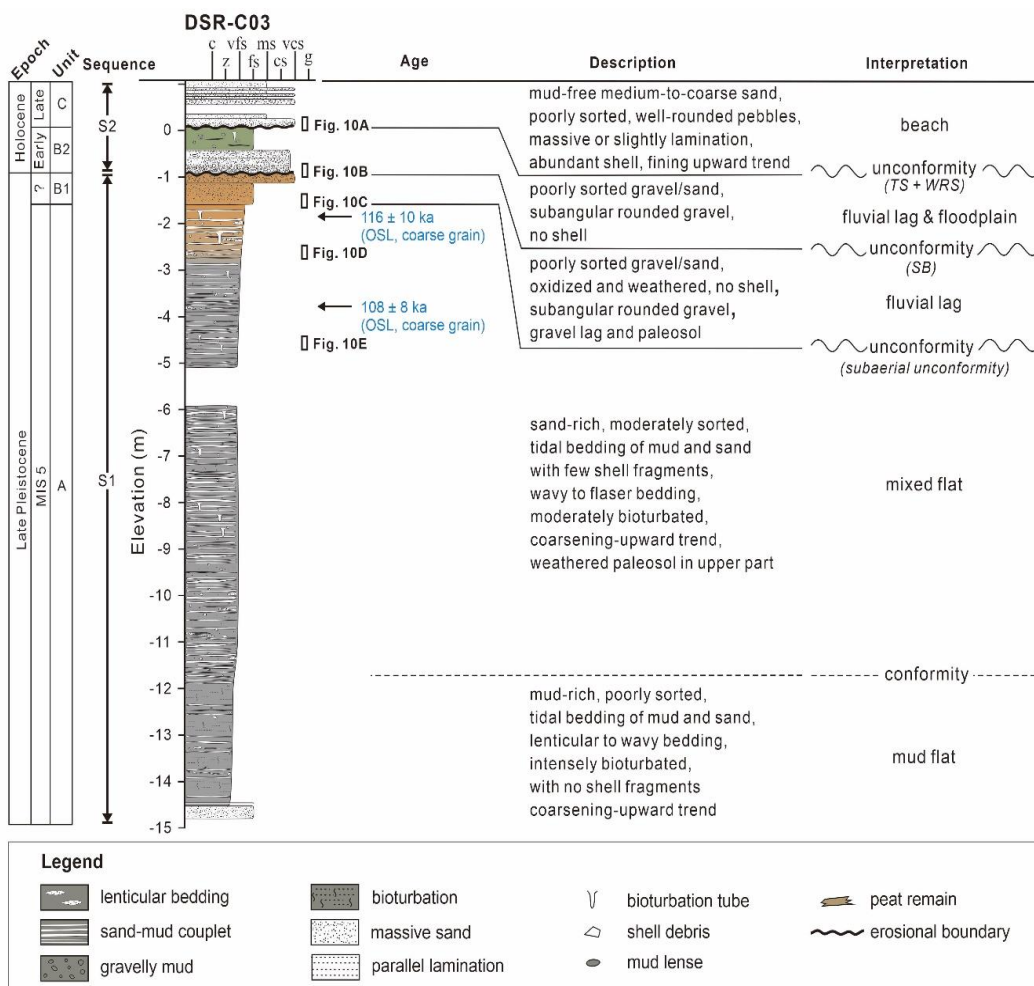 DSR-C03
c vfs ms vcs
z fs cs g
Epoch
Unit
Sequence
Age
Description
Interpretation
Holocene
Late
Early
C
B2
S2
Late Pleistocene
?
MIS 5
B1
A
S1
Elevation (m)
0
-1
-2
-3
-4
-5
-6
-7
-8
-9
-10
-11
-12
-13
-14
-15
Fig. 10A
Fig. 10B
Fig. 10C
Fig. 10D
Fig. 10E
116 ± 10 ka
(OSL, coarse grain)
108 ± 8 ka
(OSL, coarse grain)
mud-free medium-to-coarse sand,
poorly sorted, well-rounded pebbles,
massive or slightly lamination,
abundant shell, fining upward trend
beach
unconformity
(TS + WRS)
poorly sorted gravel/sand,
subangular rounded gravel,
no shell
fluvial lag & floodplain
unconformity
(SB)
poorly sorted gravel/sand,
oxidized and weathered, no shell,
subangular rounded gravel,
gravel lag and paleosol
fluvial lag
unconformity
(subaerial unconformity)
sand-rich, moderately sorted,
tidal bedding of mud and sand
with few shell fragments,
wavy to flaser bedding,
moderately bioturbated,
coarsening-upward trend,
weathered paleosol in upper part
mixed flat
conformity
mud-rich, poorly sorted,
tidal bedding of mud and sand,
lenticular to wavy bedding,
intensely bioturbated,
with no shell fragments
coarsening-upward trend
mud flat
Legend
lenticular bedding
sand-mud couplet
gravelly mud
bioturbation
massive sand
parallel lamination
bioturbation tube
shell debris
mud lense
peat remain
erosional boundary